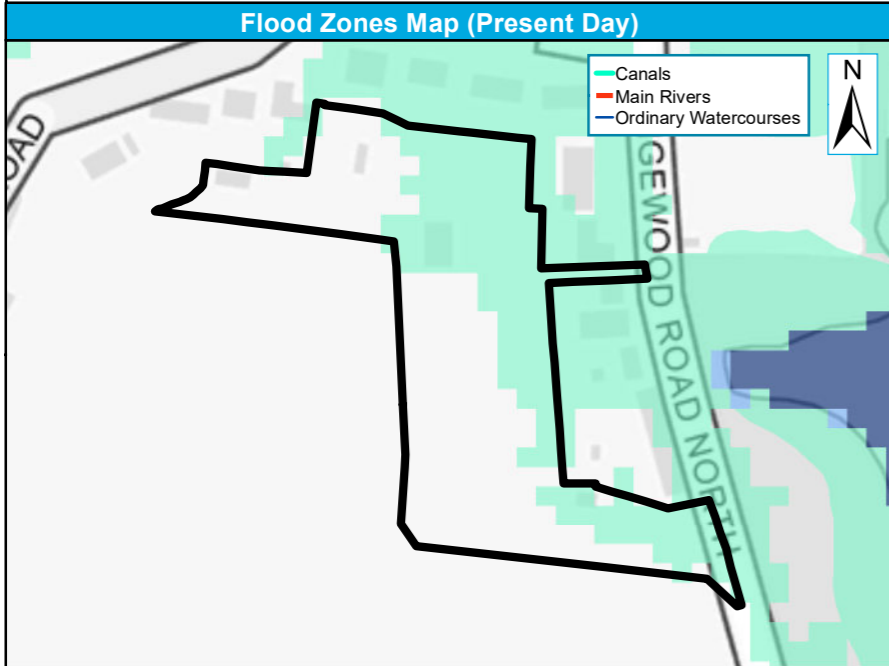 Flood Zones Map (Present Day)
Canals
Main Rivers
Ordinary Watercourses
N
OAD
GEWOOD ROAD NORTH